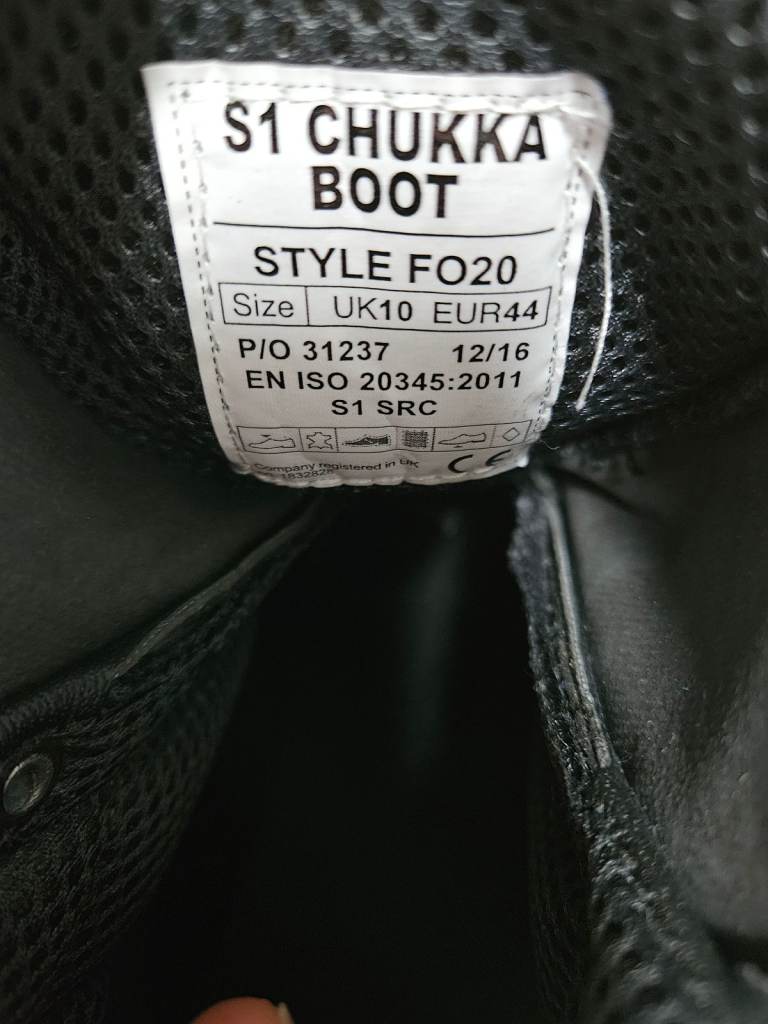 S1 CHUKKA
BOOT
STYLE FO20
Size UK10 EUR44
P/O 31237 12/16
EN ISO 20345:2011
S1 SRC
Company registered in UK
1832828
CE